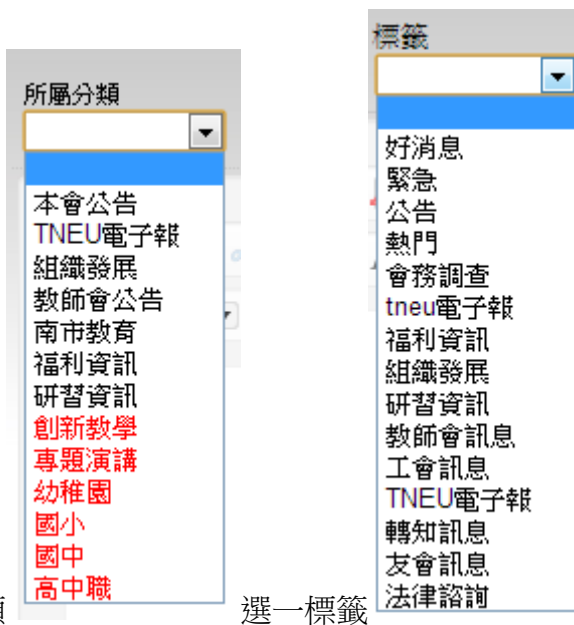 所屬分類
本會公告
TNEU電子報
組織發展
教師會公告
南市教育
福利資訊
研習資訊
創新教學
專題演講
幼稚園
國小
國中
高中職
選一標籤
標籤
好消息
緊急
公告
熱門
會務調查
tneu電子報
福利資訊
組織發展
研習資訊
教師會訊息
工會訊息
TNEU電子報
轉知訊息
友會訊息
法律諮詢